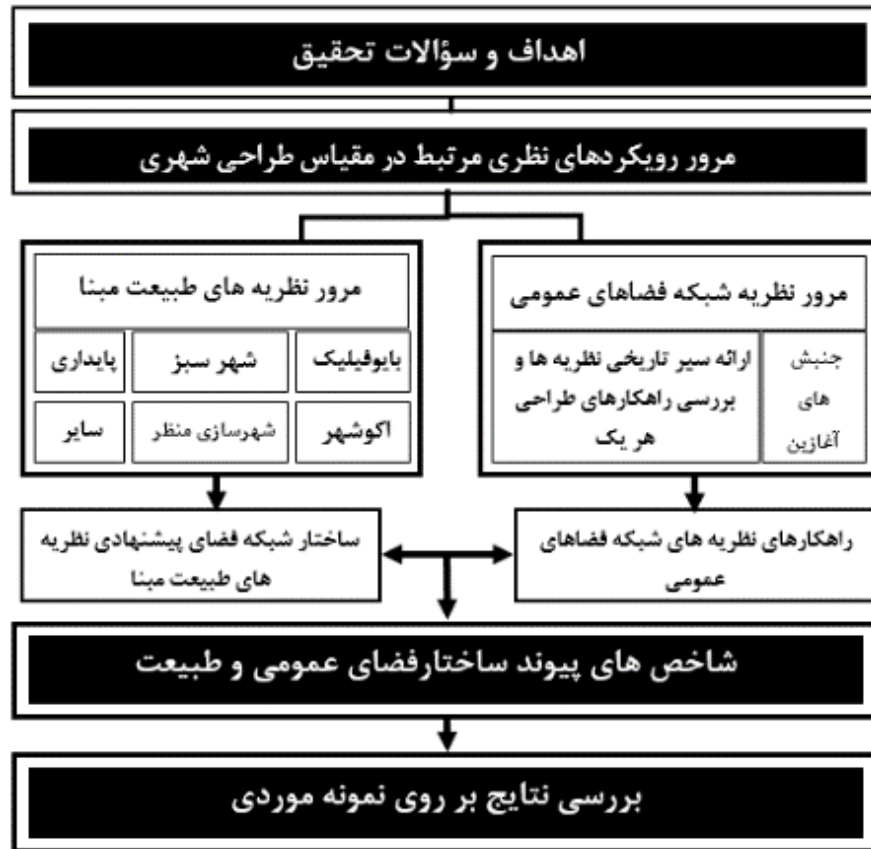 اهداف و سؤالات تحقیق
مرور رویکردهای نظری مرتبط در مقیاس طراحی شهری
مرور نظریه شبکه فضاهای عمومی
جنبش
های
آغازین
ارائه سیر تاریخی نظریه ها و
بررسی راهکارهای طراحی
هر یک
مرور نظریه های طبیعت مبنا
بایوفیلیک
شهر سبز
پایداری
اکوشهر
شهرسازی منظر
سایر
راهکارهای نظریه های شبکه فضاهای
عمومی
ساختار شبکه فضای پیشنهادی نظریه
های طبیعت مبنا
شاخص های پیوند ساختارفضای عمومی و طبیعت
بررسی نتایج بر روی نمونه موردی